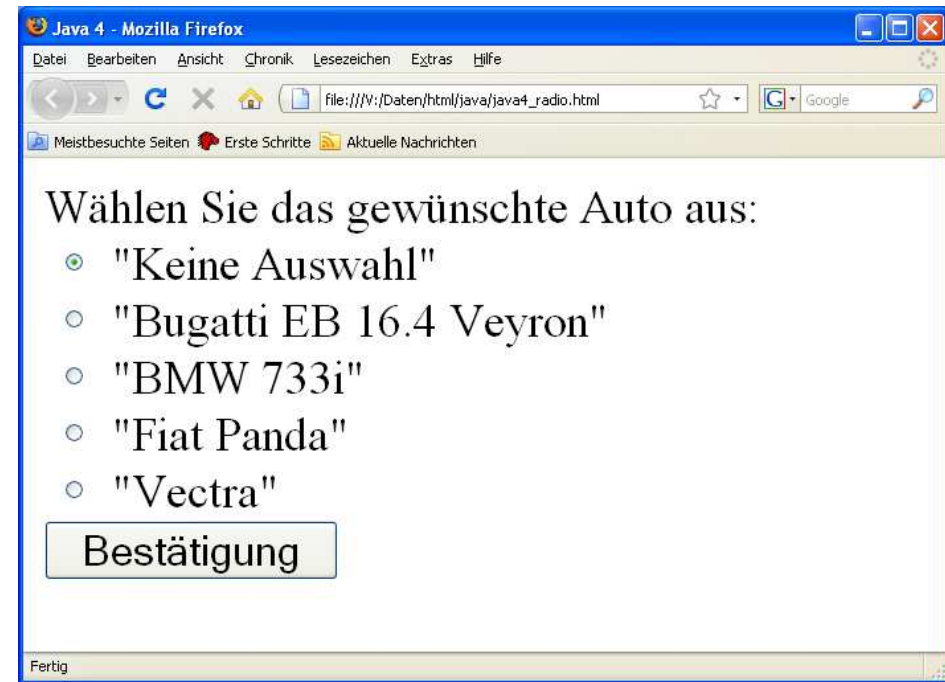 Java 4 - Mozilla Firefox
Datei Bearbeiten Ansicht Chronik Lesezeichen Extras Hilfe
file:///V:/Daten/html/java/java4_radio.html G Google
Meistbesuchte Seiten Erste Schritte Aktuelle Nachrichten
Wählen Sie das gewünschte Auto aus:
"Keine Auswahl"
"Bugatti EB 16.4 Veyron"
"BMW 733i"
"Fiat Panda"
"Vectra"
Bestätigung
Fertig